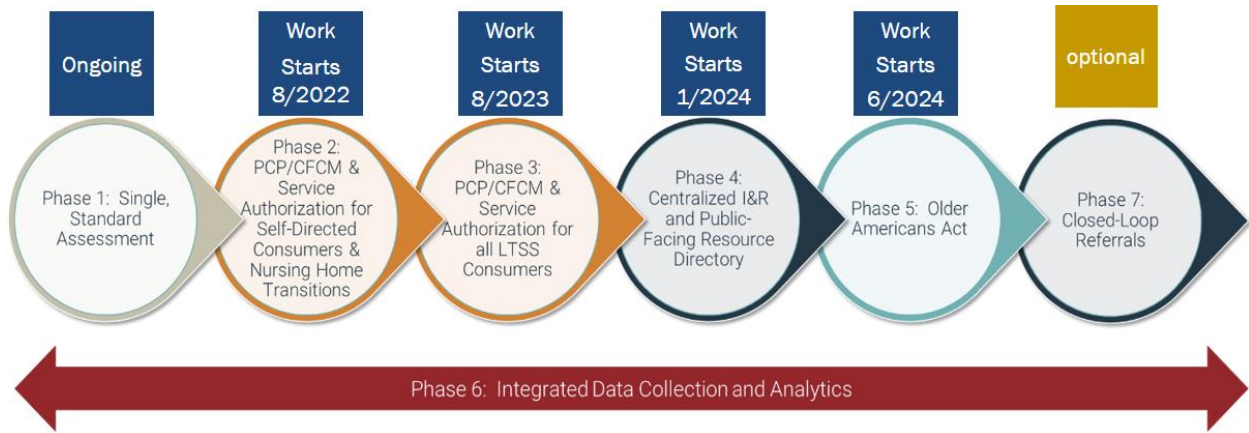 Ongoing
Work
Starts
8/2022
Work
Starts
8/2023
Work
Starts
1/2024
Work
Starts
6/2024
optional
Phase 1: Single,
Standard
Assessment
Phase 2:
PCP/CFCM &
Service
Authorization for
Self-Directed
Consumers &
Nursing Home
Transitions
Phase 3:
PCP/CFCM &
Service
Authorization for
all LTSS
Consumers
Phase 4:
Centralized I&R
and Public-
Facing Resource
Directory
Phase 5: Older
Americans Act
Phase 7:
Closed-Loop
Referrals
Phase 6: Integrated Data Collection and Analytics